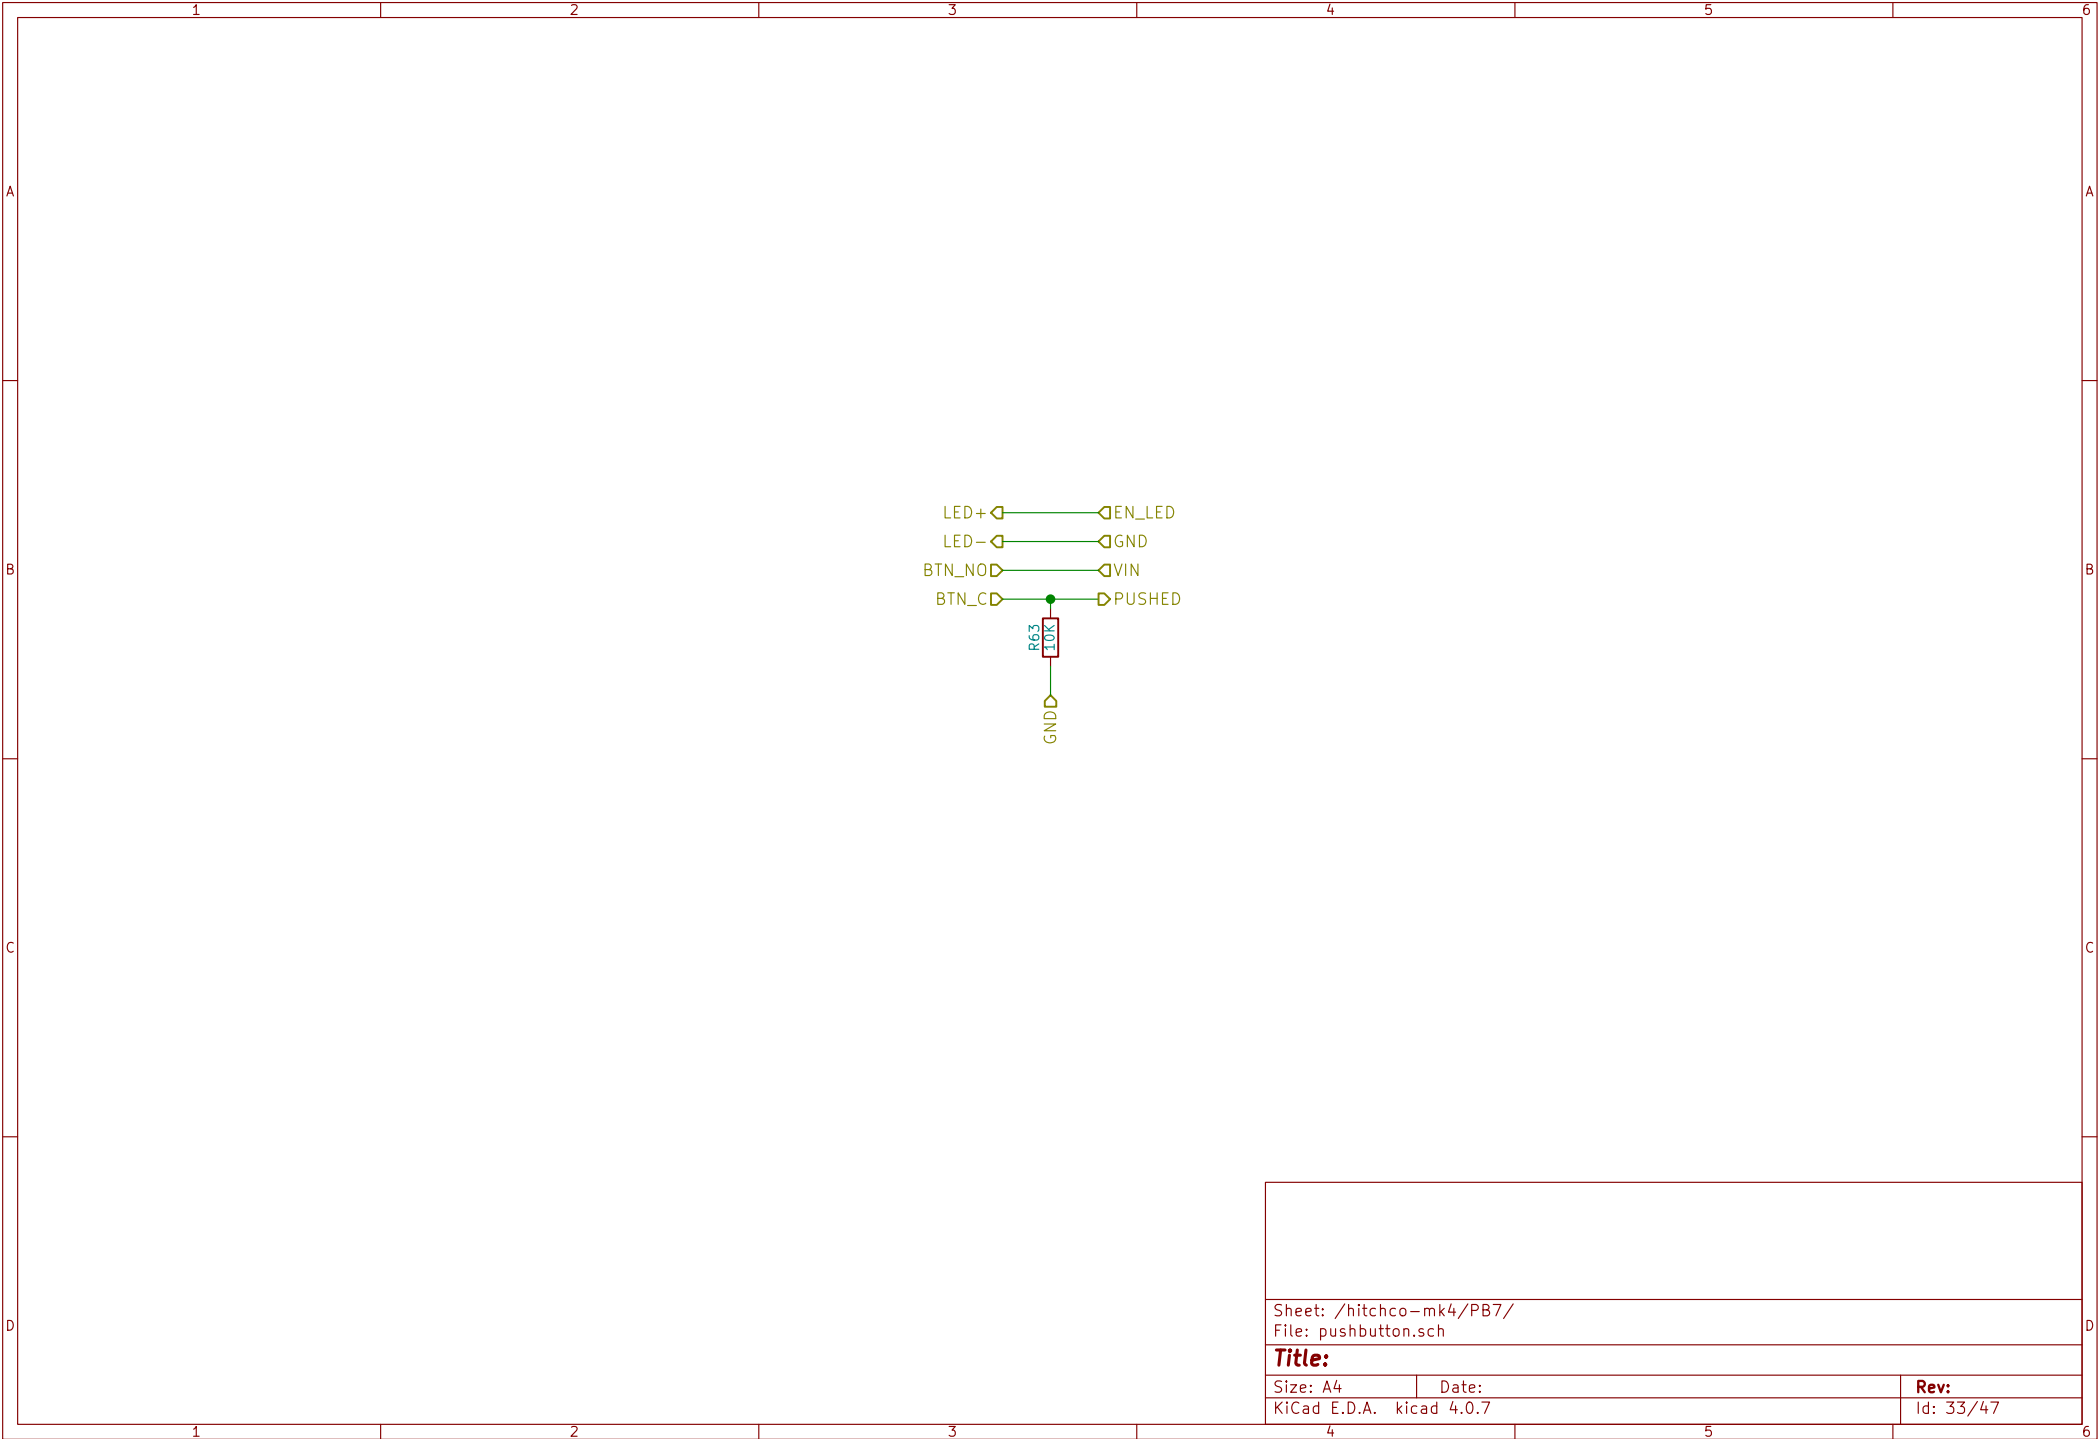 1 2 3 4 5 6
A A
LED+ EN_LED
LED- GND
B BTN_NO VIN B
BTN_C PUSHED
R63
10K
GND
C C
Sheet: /hitchco-mk4/PB7/
D File: pushbutton.sch D
Title:
Size: A4 Date: Rev:
KiCad E.D.A. kicad 4.0.7 Id: 33/47
1 2 3 4 5 6